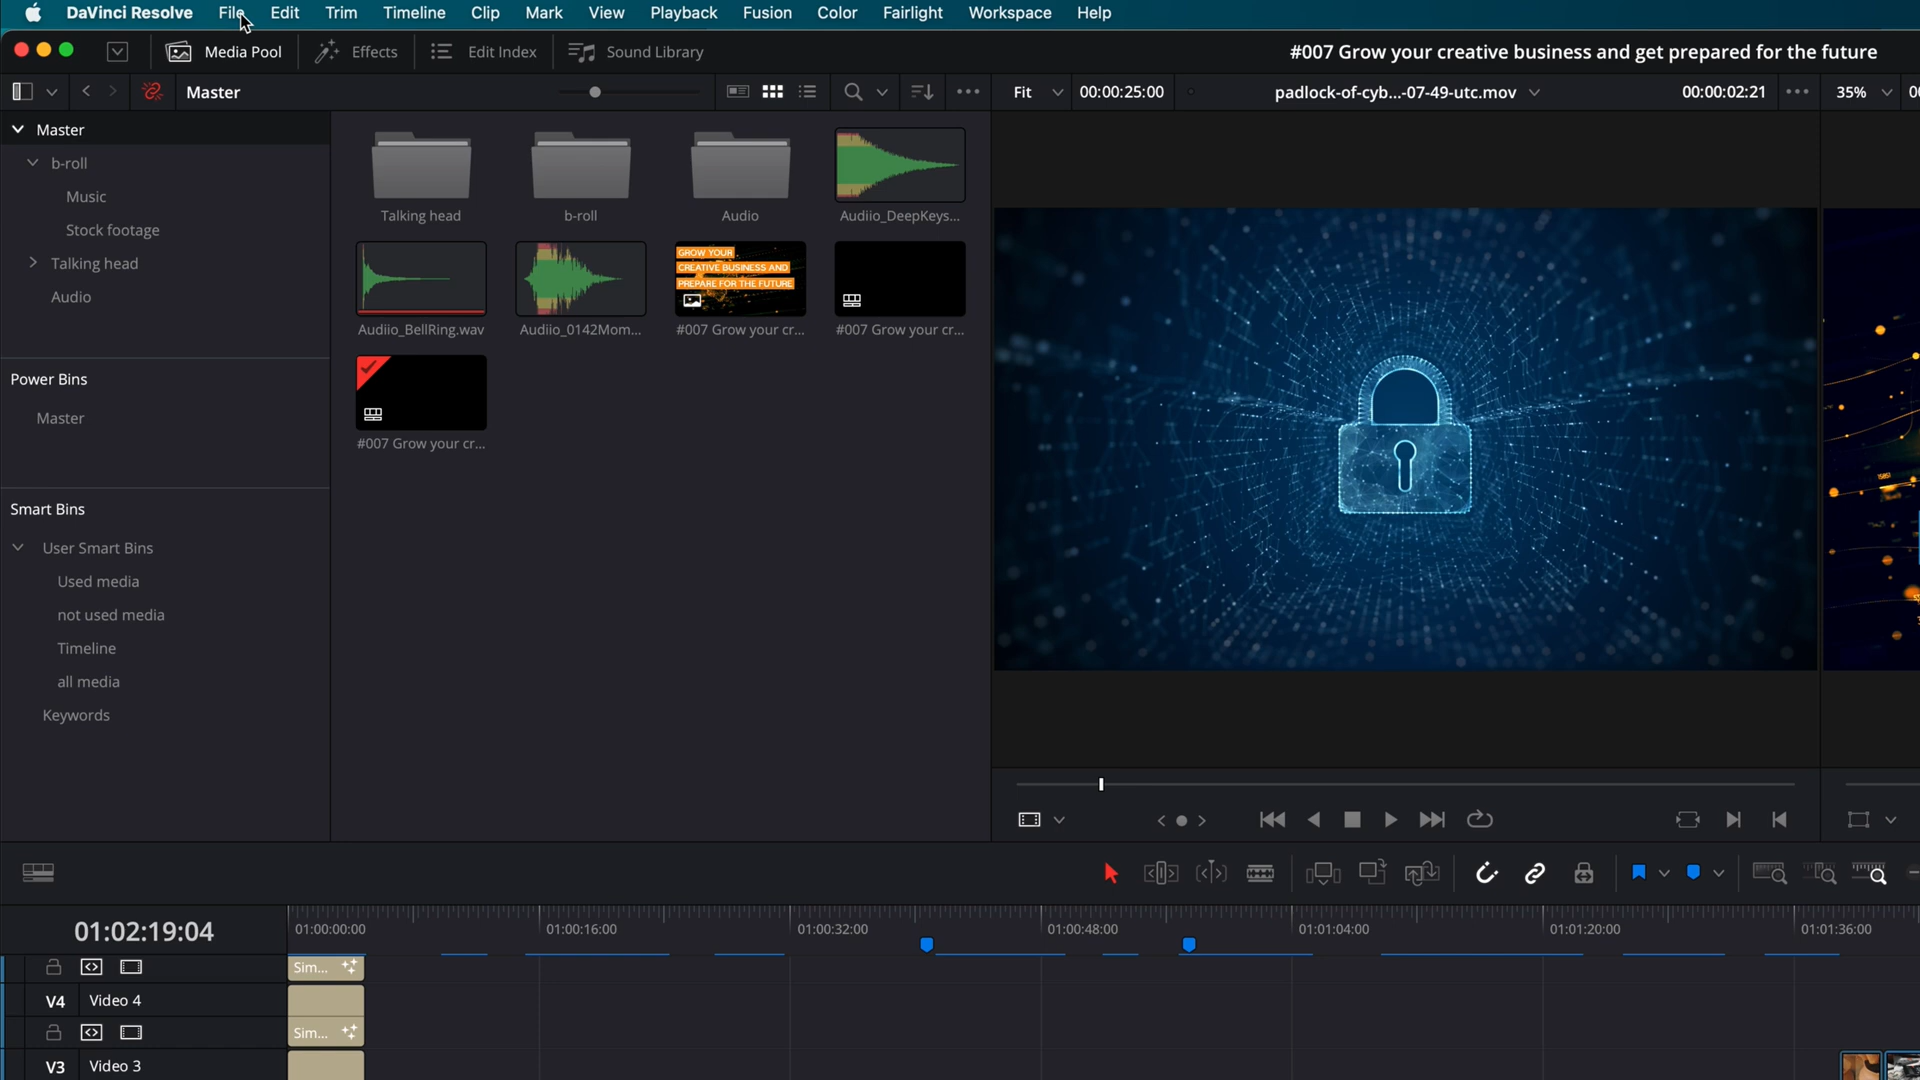 DaVinci Resolve File Edit Trim Timeline Clip Mark View Playback Fusion Color Fairlight Workspace Help
Media Pool Effects Edit Index Sound Library #007 Grow your creative business and get prepared for the future
Master Fit 00:00:25:00 padlock-of-cyb...-07-49-utc.mov 00:00:02:21 35%
Master
b-roll
Music
Stock footage
Talking head
Audio
Power Bins
Master
Smart Bins
User Smart Bins
Used media
not used media
Timeline
all media
Keywords
Talking head b-roll Audio Audiio_DeepKeys...
GROW YOUR
CREATIVE BUSINESS AND
PREPARE FOR THE FUTURE
Audiio_BellRing.wav Audiio_0142Mom... #007 Grow your cr... #007 Grow your cr...
#007 Grow your cr...
01:02:19:04 01:00:00:00 01:00:16:00 01:00:32:00 01:00:48:00 01:01:04:00 01:01:20:00 01:01:36:00
Sim...
V4 Video 4
Sim...
V3 Video 3